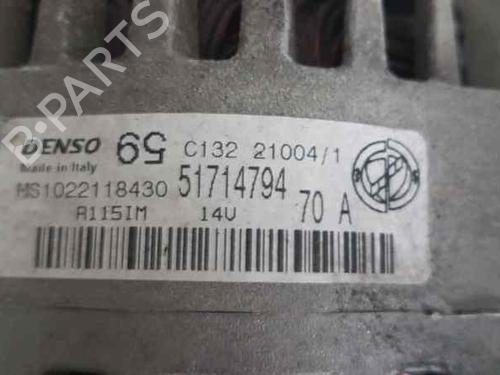 B-Parts
DENSO 59 C132 21004/1
Made in Italy
MS1022118430 51714794
A115IM 14V 70 A